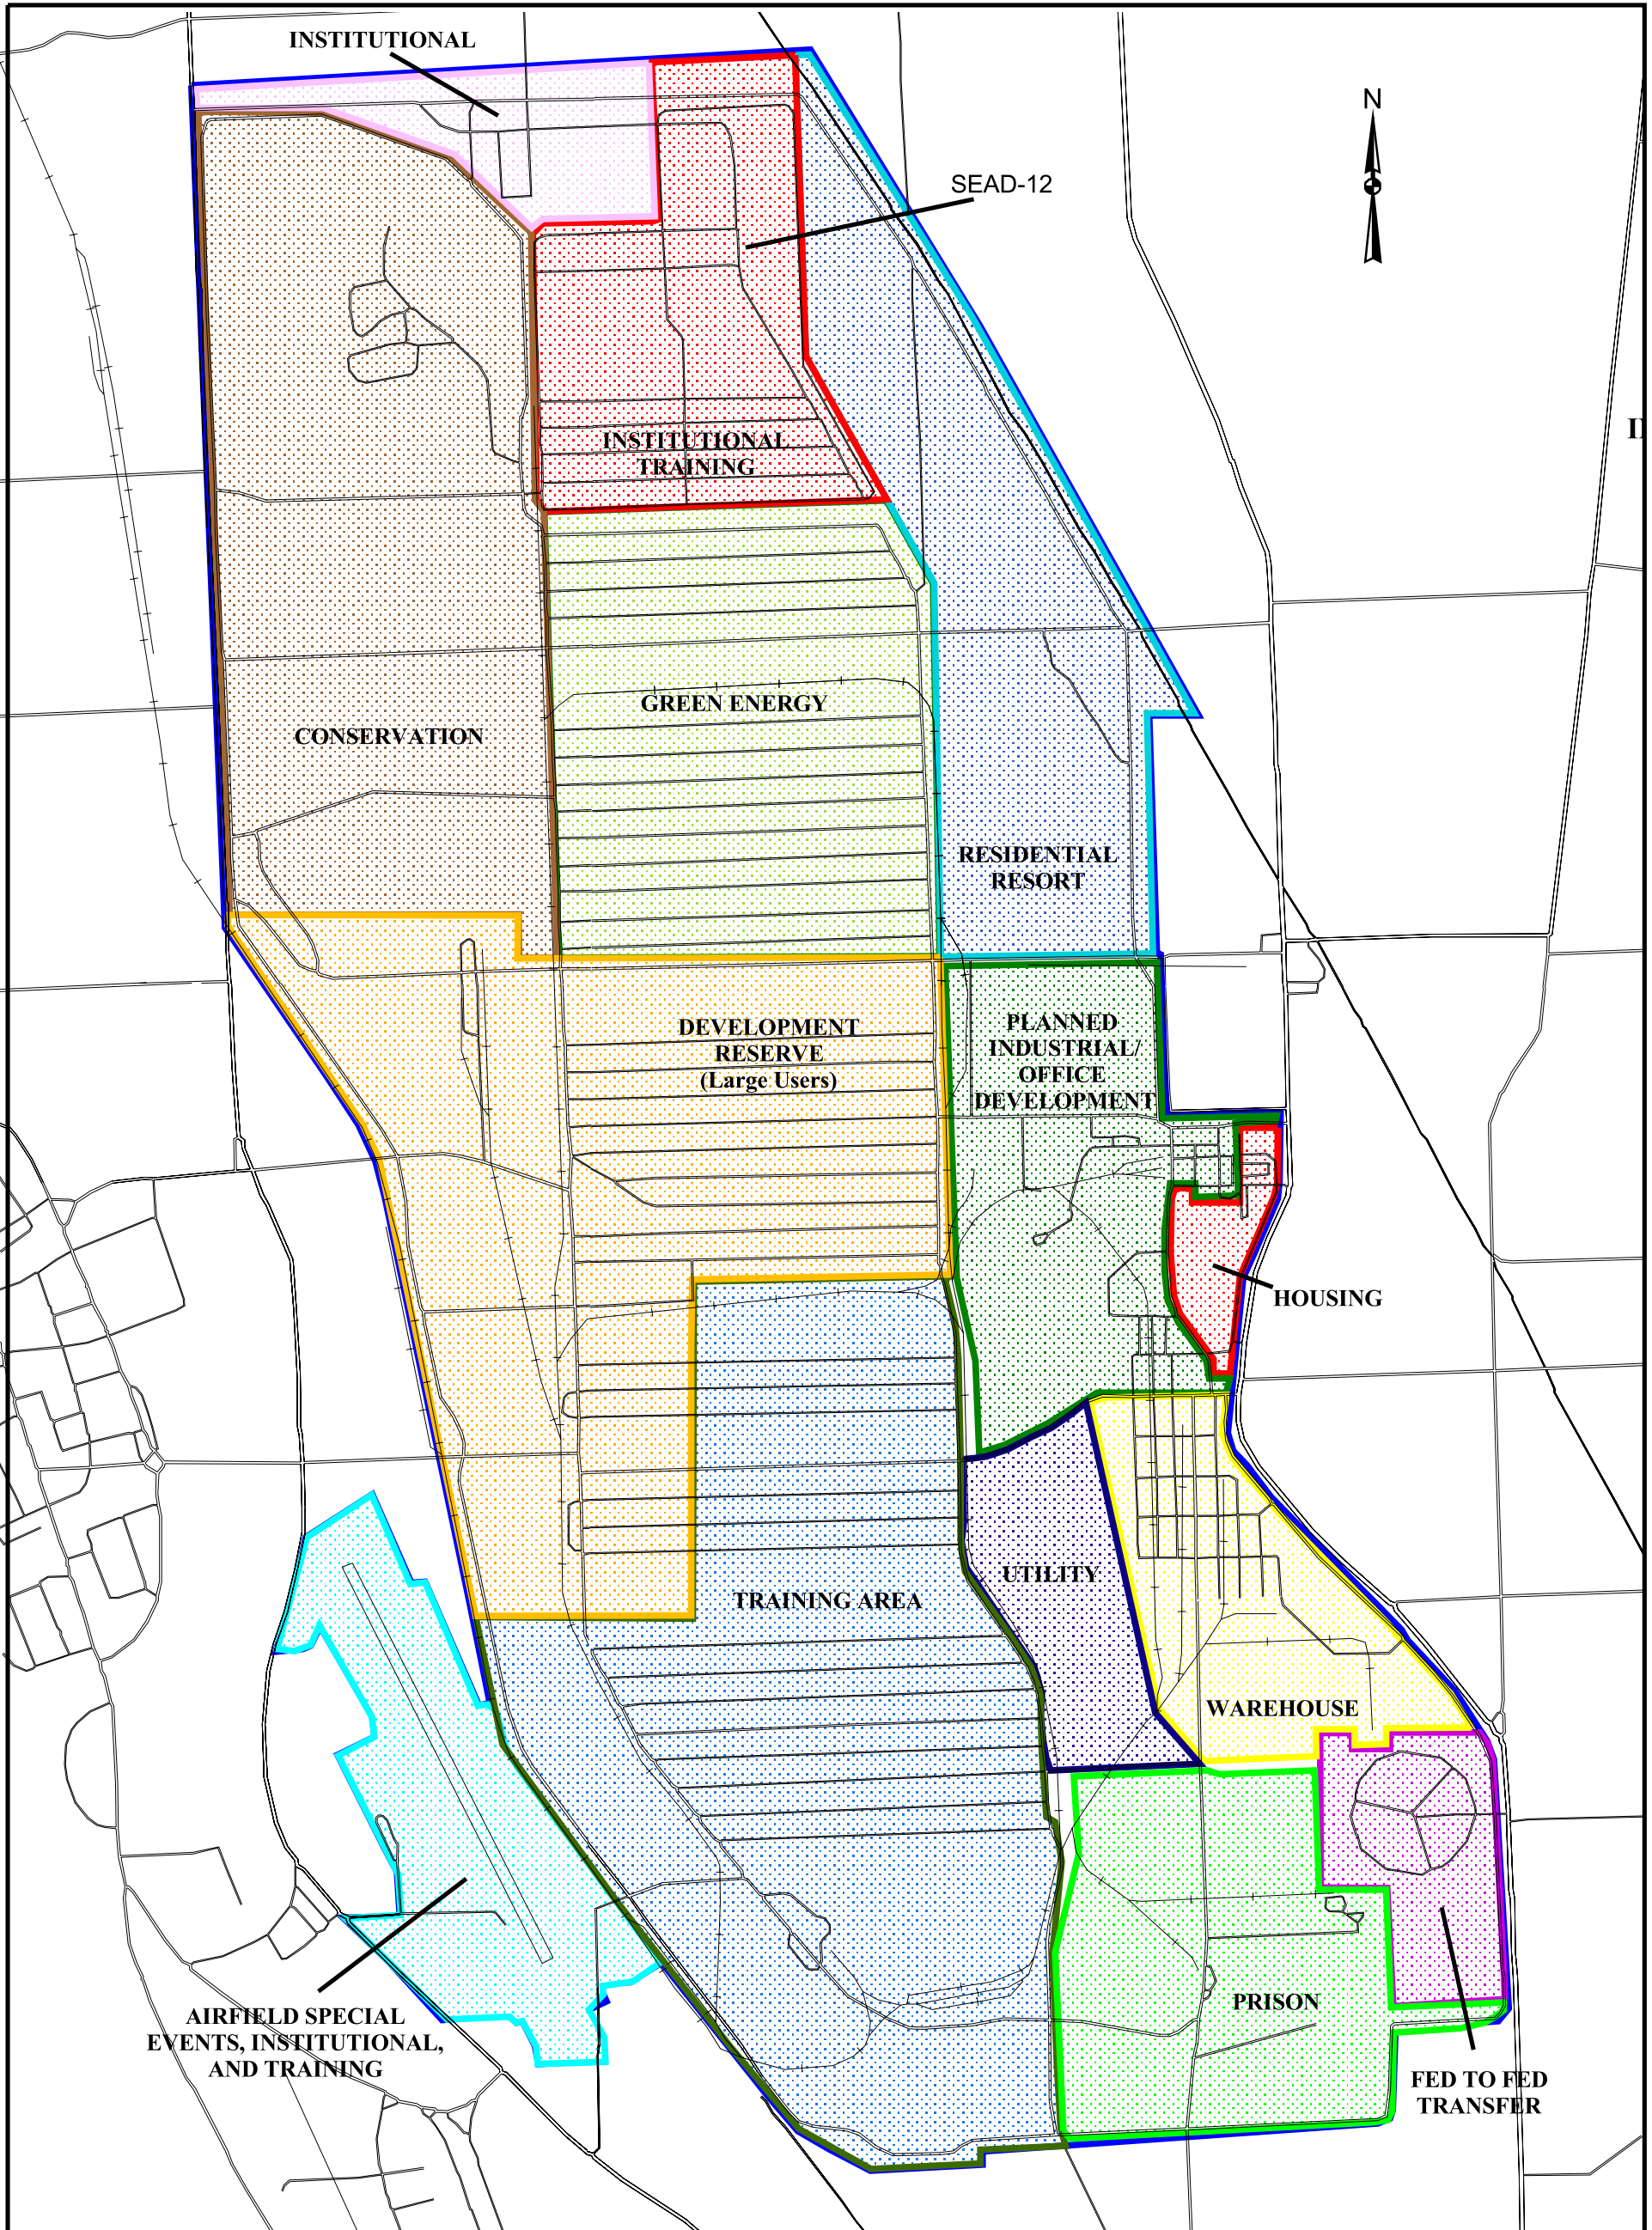 INSTITUTIONAL
N
SEAD-12
INSTITUTIONAL
TRAINING
GREEN ENERGY
CONSERVATION
RESIDENTIAL
RESORT
DEVELOPMENT
RESERVE
(Large Users)
PLANNED
INDUSTRIAL/
OFFICE
DEVELOPMENT
HOUSING
UTILITY
TRAINING AREA
WAREHOUSE
PRISON
AIRFIELD SPECIAL
EVENTS, INSTITUTIONAL,
AND TRAINING
FED TO FED
TRANSFER